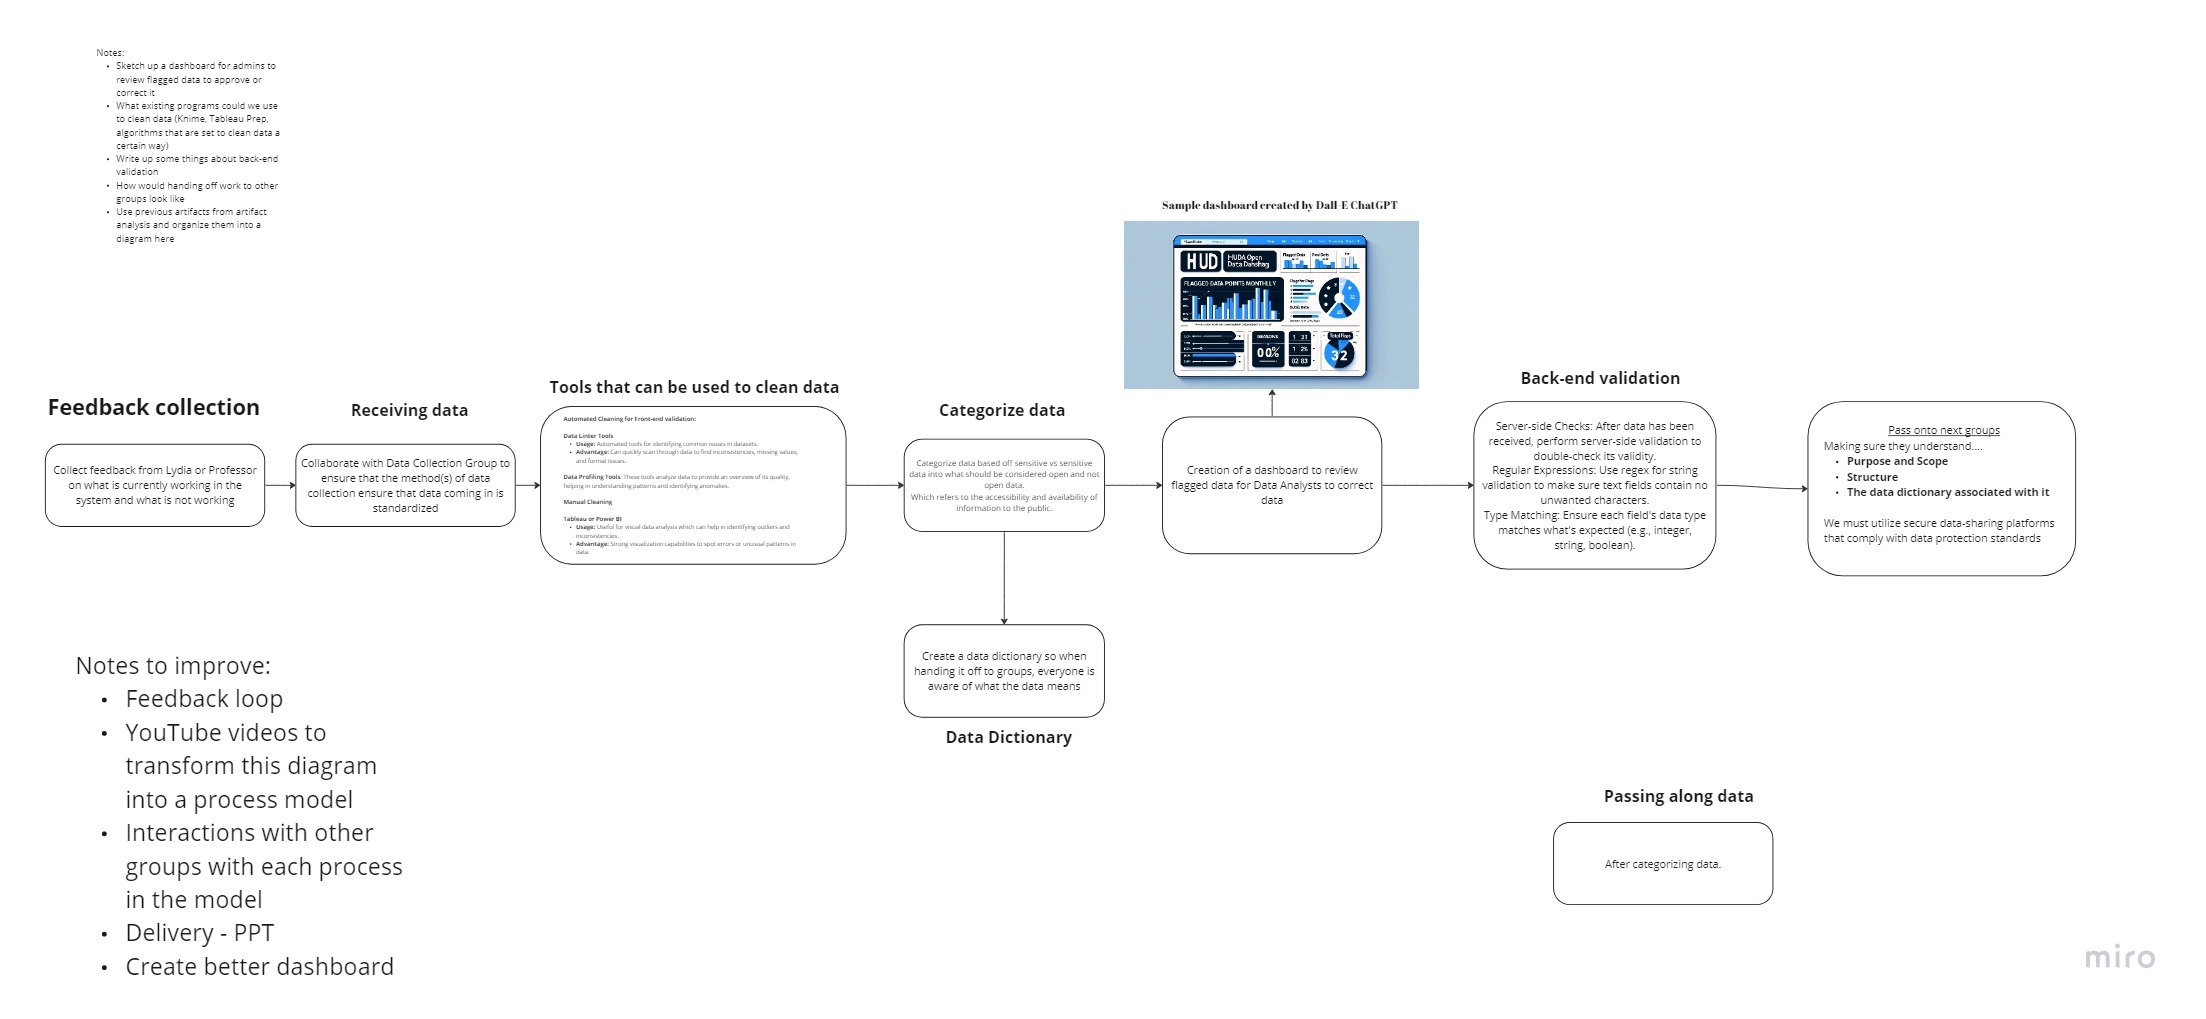 Notes:
• Sketch up a dashboard for admins to
review flagged data to approve or
correct it
• What existing programs could we use
to clean data (Knime, Tableau Prep,
algorithms that are set to clean data a
certain way)
• Write up some things about back-end
validation
• How would handing off work to other
groups look like
• Use previous artifacts from artifact
analysis and organize them into a
diagram here
Sample dashboard created by Dall-E ChatGPT
HUD
HUDA Open
Data Danshag
Flagged Data
FLAGGED DATA POINTS MONTHLLY
00%
1 31
1 2%
02 83
32
Feedback collection
Collect feedback from Lydia or Professor
on what is currently working in the
system and what is not working
Receiving data
Collaborate with Data Collection Group to
ensure that the method(s) of data
collection ensure that data coming in is
standardized
Tools that can be used to clean data
Automated Cleaning for Front-end validation:
Data Linter Tools
• Usage: Automated tools for identifying common issues in datasets.
• Advantage: Can quickly scan through data to find inconsistencies, missing values,
and format issues.
Data Profiling Tools: These tools analyze data to provide an overview of its quality,
helping in understanding patterns and identifying anomalies.
Manual Cleaning
Tableau or Power BI
• Usage: Useful for visual data analysis which can help in identifying outliers and
inconsistencies.
• Advantage: Strong visualization capabilities to spot errors or unusual patterns in
data.
Categorize data
Categorize data based off sensitive vs sensitive
data into what should be considered open and not
open data.
Which refers to the accessibility and availability of
information to the public.
Create a data dictionary so when
handing it off to groups, everyone is
aware of what the data means
Data Dictionary
Creation of a dashboard to review
flagged data for Data Analysts to correct
data
Back-end validation
Server-side Checks: After data has been
received, perform server-side validation to
double-check its validity.
Regular Expressions: Use regex for string
validation to make sure text fields contain no
unwanted characters.
Type Matching: Ensure each field's data type
matches what's expected (e.g., integer,
string, boolean).
Pass onto next groups
Making sure they understand....
• Purpose and Scope
• Structure
• The data dictionary associated with it
We must utilize secure data-sharing platforms
that comply with data protection standards
Notes to improve:
• Feedback loop
• YouTube videos to
transform this diagram
into a process model
• Interactions with other
groups with each process
in the model
• Delivery - PPT
• Create better dashboard
Passing along data
After categorizing data.
miro